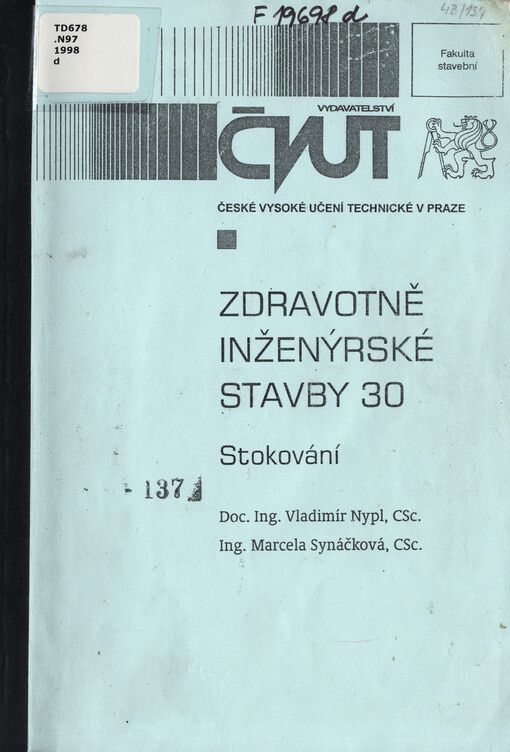 F 19698 d
48/134
TD678
.N97
1998
d
Fakulta
stavební
VYDAVATELSTVÍ
ČVUT
ČESKÉ VYSOKÉ UČENÍ TECHNICKÉ V PRAZE
ZDRAVOTNĚ
INŽENÝRSKÉ
STAVBY 30
Stokování
- 137
Doc. Ing. Vladimír Nypl, CSc.
Ing. Marcela Synáčková, CSc.